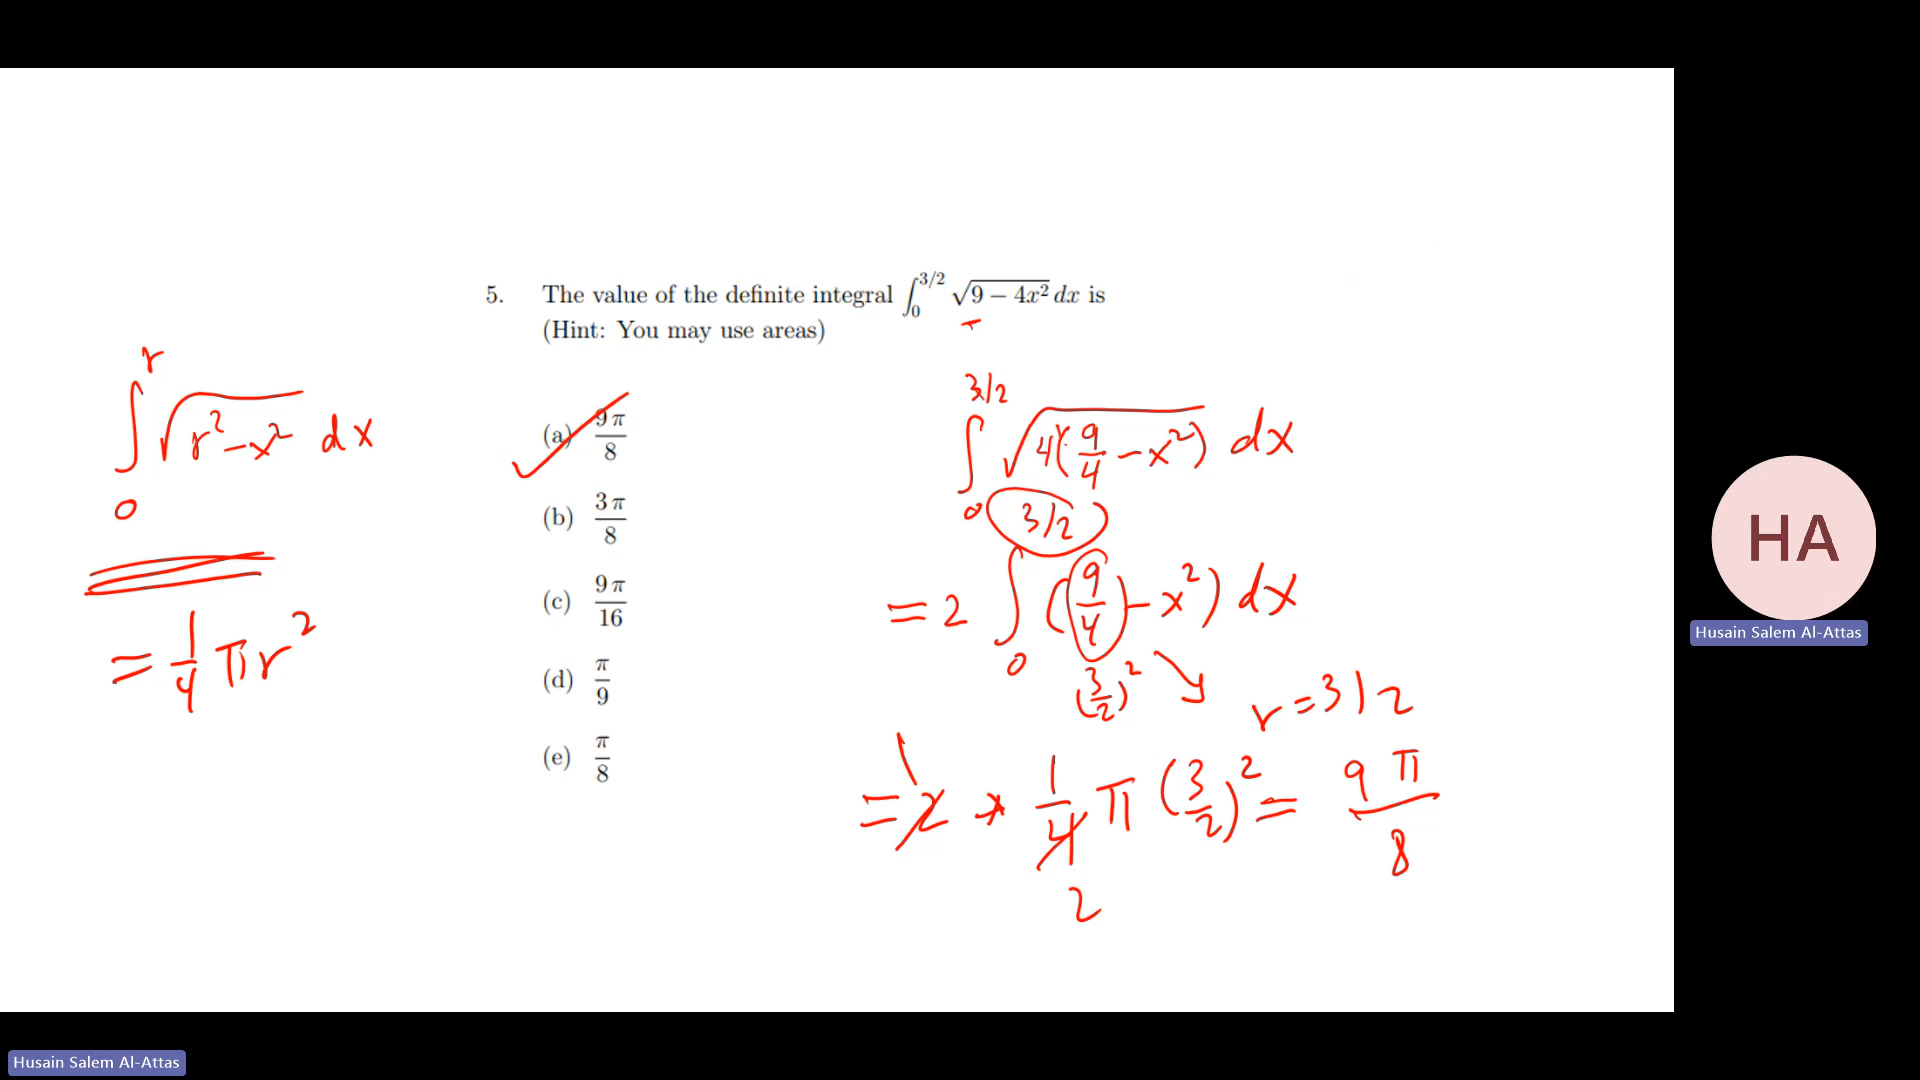 5. The value of the definite integral ∫₀^{3/2} √(9 − 4x²) dx is
(Hint: You may use areas)
(a) 9π/8
(b) 3π/8
(c) 9π/16
(d) π/9
(e) π/8
∫₀^r √(r² − x²) dx
= 1/4 πr²
∫₀^{3/2} √(4(9/4 − x²)) dx
= 2 ∫₀^{3/2} (9/4 − x²) dx
(3/2)²
r = 3/2
= 2 * 1/4 π (3/2)² = 9π/8
1
2
HA
Husain Salem Al-Attas
Husain Salem Al-Attas